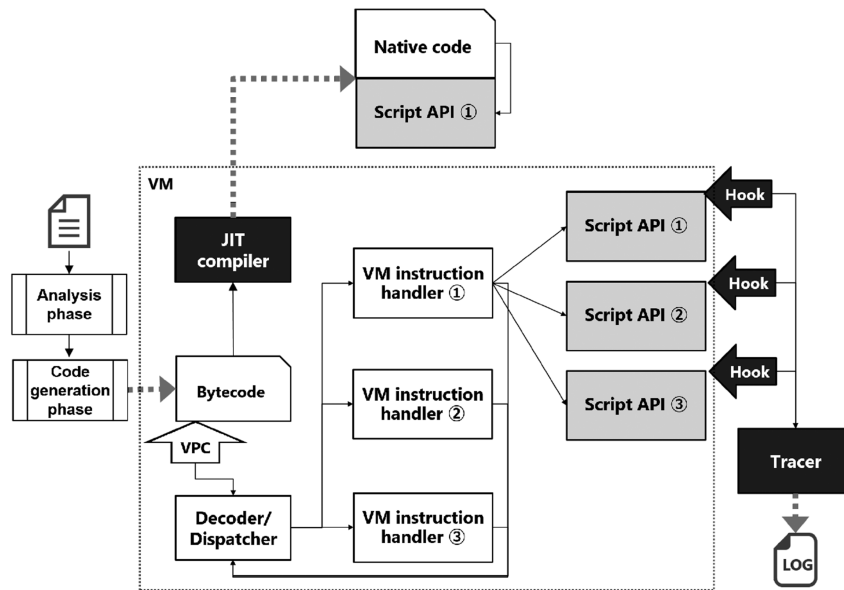 Native code
Script API ①
VM
JIT
compiler
Analysis
phase
Code
generation
phase
Bytecode
VPC
Decoder/
Dispatcher
VM instruction
handler ①
VM instruction
handler ②
VM instruction
handler ③
Script API ①
Script API ②
Script API ③
Hook
Hook
Hook
Tracer
LOG